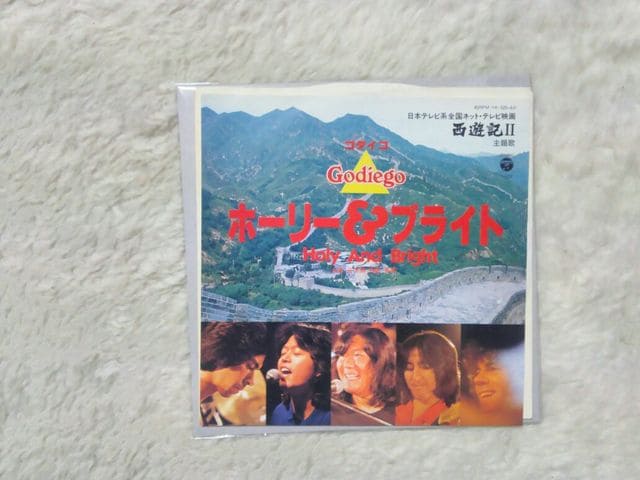 日本テレビ系全国ネット・テレビ映画
西遊記II
主題歌
ゴダイゴ
Godiego
ホーリー&ブライト
Holy And Bright